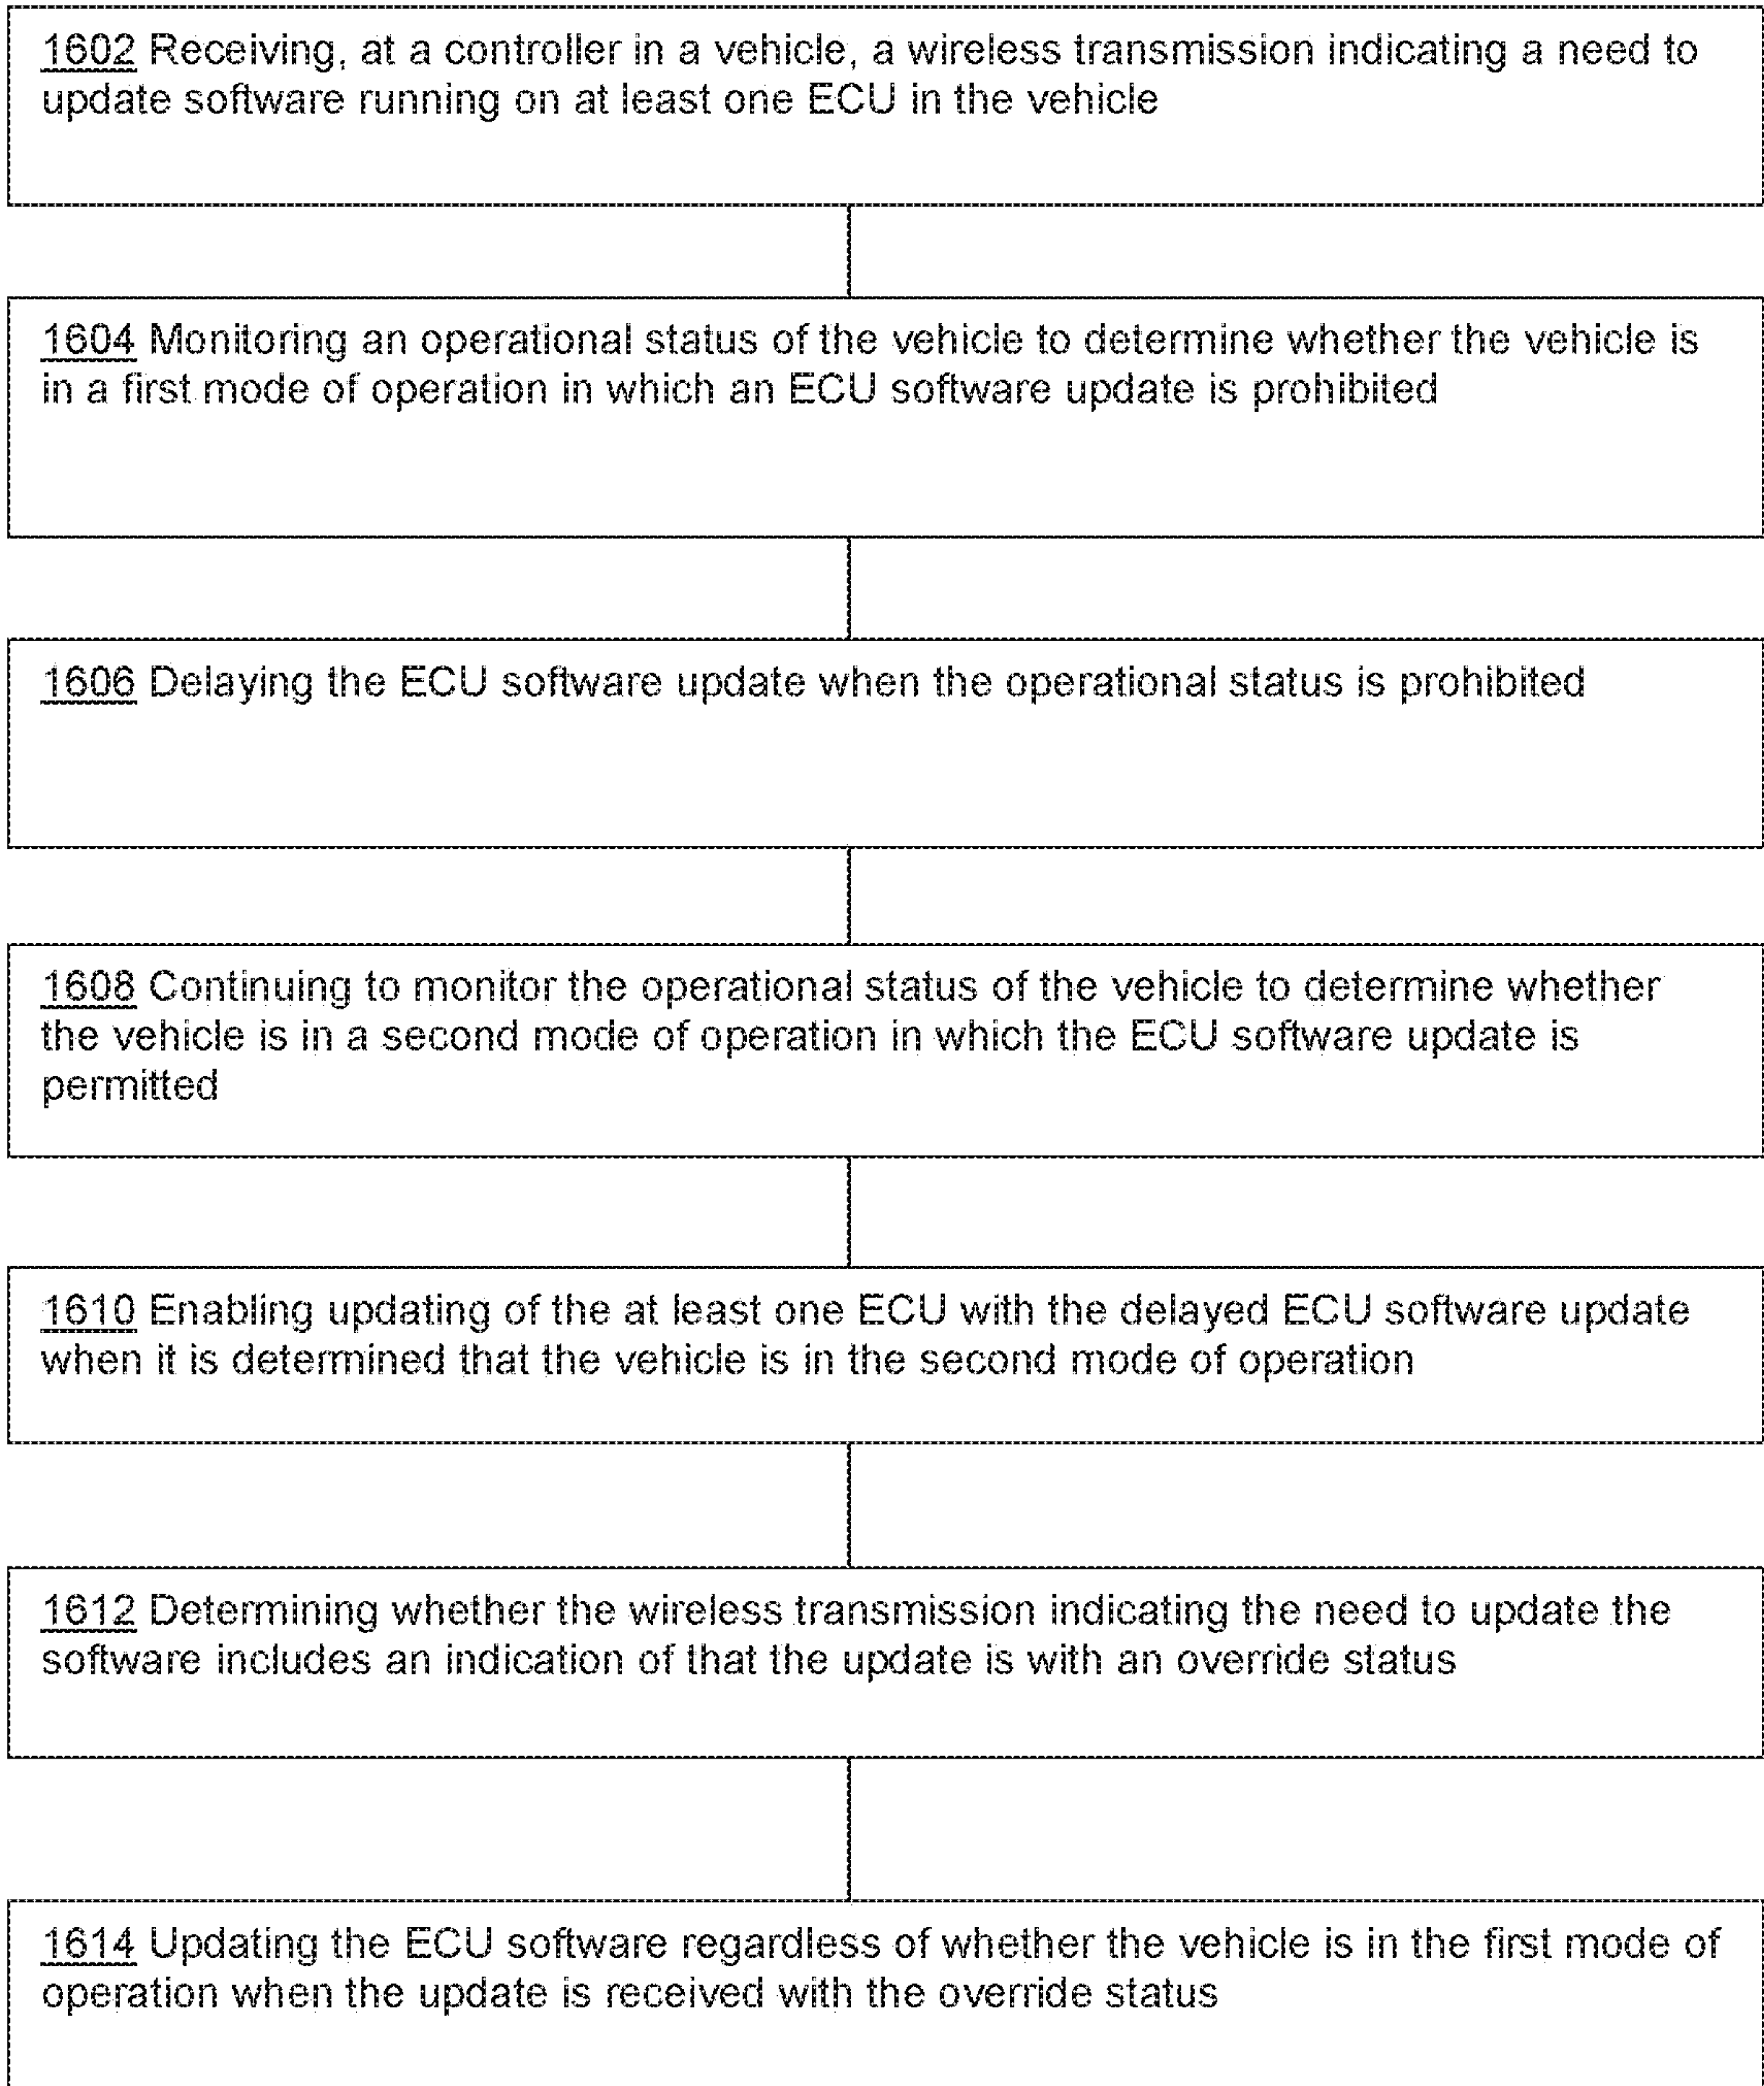 1602 Receiving, at a controller in a vehicle, a wireless transmission indicating a need to
update software running on at least one ECU in the vehicle
1604 Monitoring an operational status of the vehicle to determine whether the vehicle is
in a first mode of operation in which an ECU software update is prohibited
1606 Delaying the ECU software update when the operational status is prohibited
1608 Continuing to monitor the operational status of the vehicle to determine whether
the vehicle is in a second mode of operation in which the ECU software update is
permitted
1610 Enabling updating of the at least one ECU with the delayed ECU software update
when it is determined that the vehicle is in the second mode of operation
1612 Determining whether the wireless transmission indicating the need to update the
software includes an indication of that the update is with an override status
1614 Updating the ECU software regardless of whether the vehicle is in the first mode of
operation when the update is received with the override status